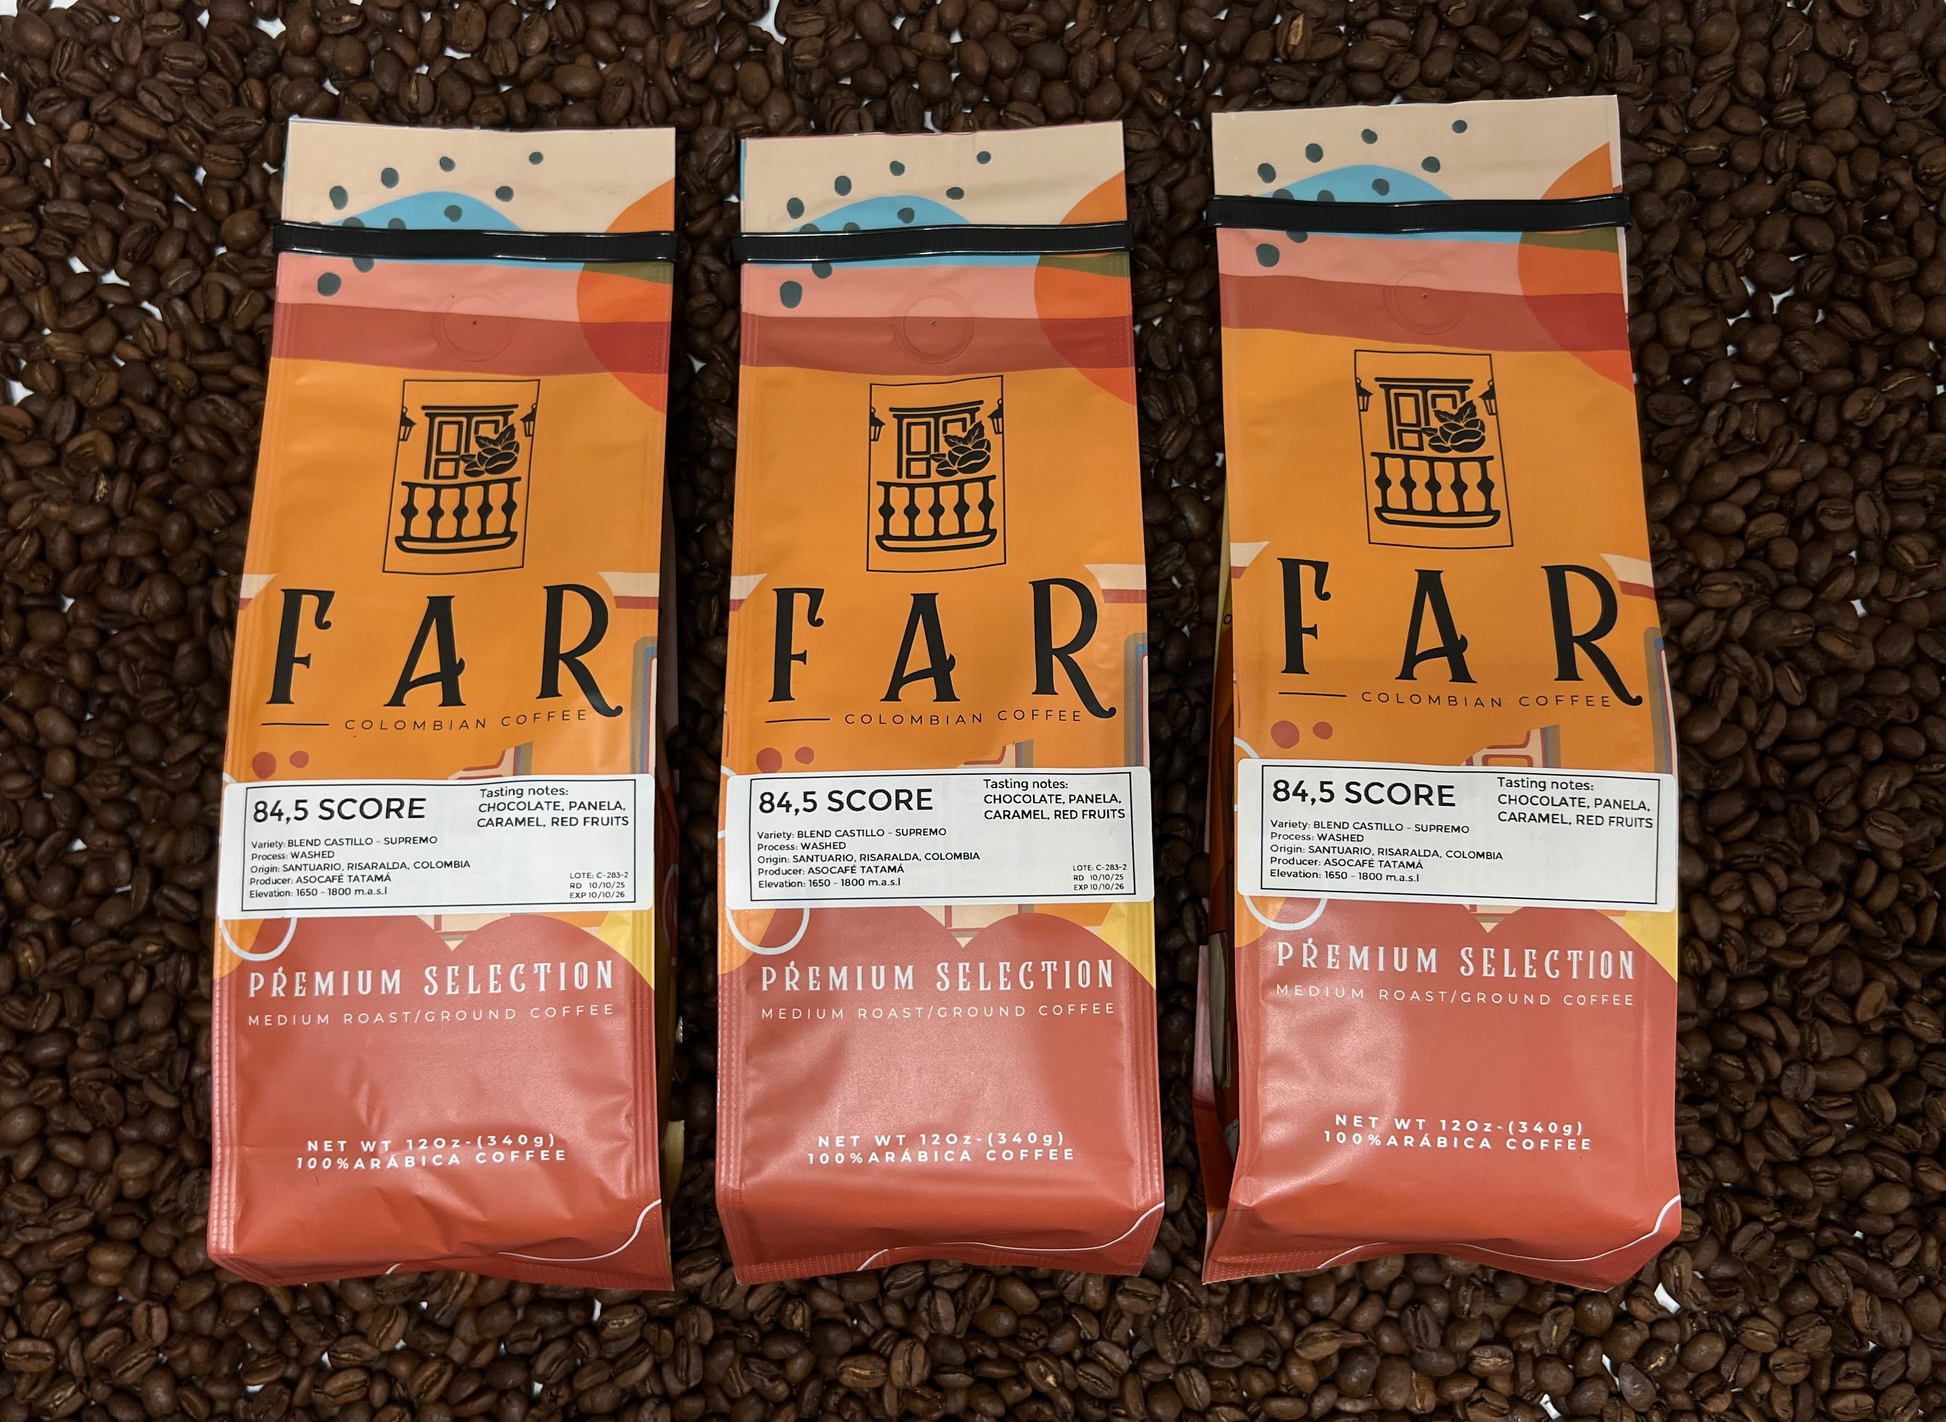 FAR
COLOMBIAN COFFEE
84,5 SCORE
Tasting notes:
CHOCOLATE, PANELA,
CARAMEL, RED FRUITS
Variety: BLEND CASTILLO - SUPREMO
Process: WASHED
Origin: SANTUARIO, RISARALDA, COLOMBIA
Producer: ASOCAFÉ TATAMÁ
Elevation: 1650 - 1800 m.a.s.l
LOTE: C-283-2
RD 10/10/25
EXP 10/10/26
PREMIUM SELECTION
MEDIUM ROAST/GROUND COFFEE
NET WT 12Oz-(340g)
100%ARÁBICA COFFEE
FAR
COLOMBIAN COFFEE
84,5 SCORE
Tasting notes:
CHOCOLATE, PANELA,
CARAMEL, RED FRUITS
Variety: BLEND CASTILLO - SUPREMO
Process: WASHED
Origin: SANTUARIO, RISARALDA, COLOMBIA
Producer: ASOCAFÉ TATAMÁ
Elevation: 1650 - 1800 m.a.s.l
LOTE: C-283-2
RD 10/10/25
EXP 10/10/26
PREMIUM SELECTION
MEDIUM ROAST/GROUND COFFEE
NET WT 12Oz-(340g)
100%ARÁBICA COFFEE
FAR
COLOMBIAN COFFEE
84,5 SCORE
Tasting notes:
CHOCOLATE, PANELA,
CARAMEL, RED FRUITS
Variety: BLEND CASTILLO - SUPREMO
Process: WASHED
Origin: SANTUARIO, RISARALDA, COLOMBIA
Producer: ASOCAFÉ TATAMÁ
Elevation: 1650 - 1800 m.a.s.l
PREMIUM SELECTION
MEDIUM ROAST/GROUND COFFEE
NET WT 12Oz-(340g)
100%ARÁBICA COFFEE